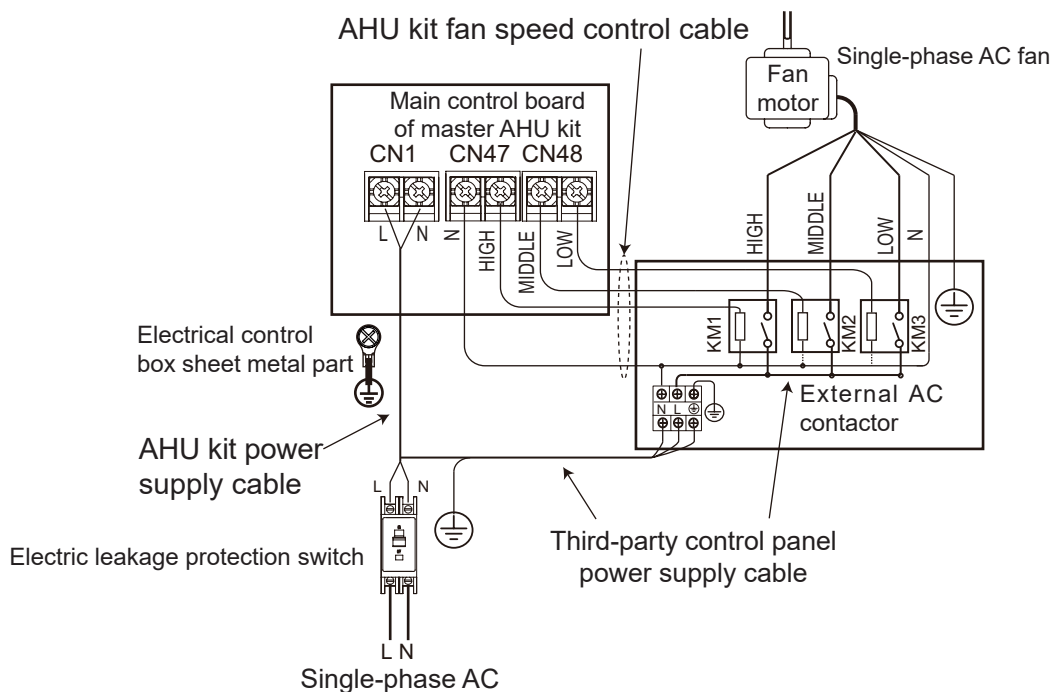 AHU kit fan speed control cable
Single-phase AC fan
Fan
motor
Main control board
of master AHU kit
CN1
CN47
CN48
L
N
N
HIGH
MIDDLE
LOW
HIGH
MIDDLE
LOW
N
KM1
KM2
KM3
Electrical control
box sheet metal part
N
L
External AC
contactor
AHU kit power
supply cable
L
N
Electric leakage protection switch
Third-party control panel
power supply cable
L N
Single-phase AC